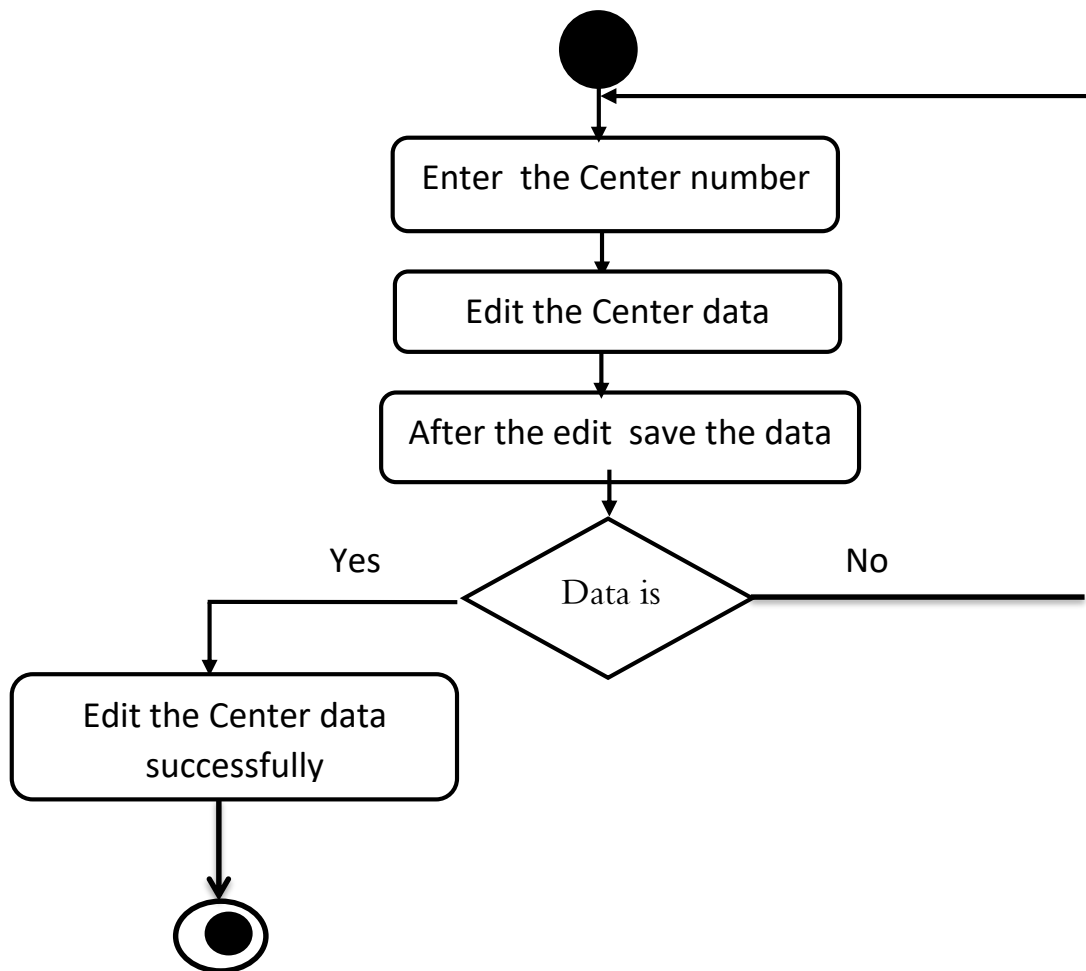 Enter the Center number
Edit the Center data
After the edit save the data
Yes
No
Data is
Edit the Center data
successfully